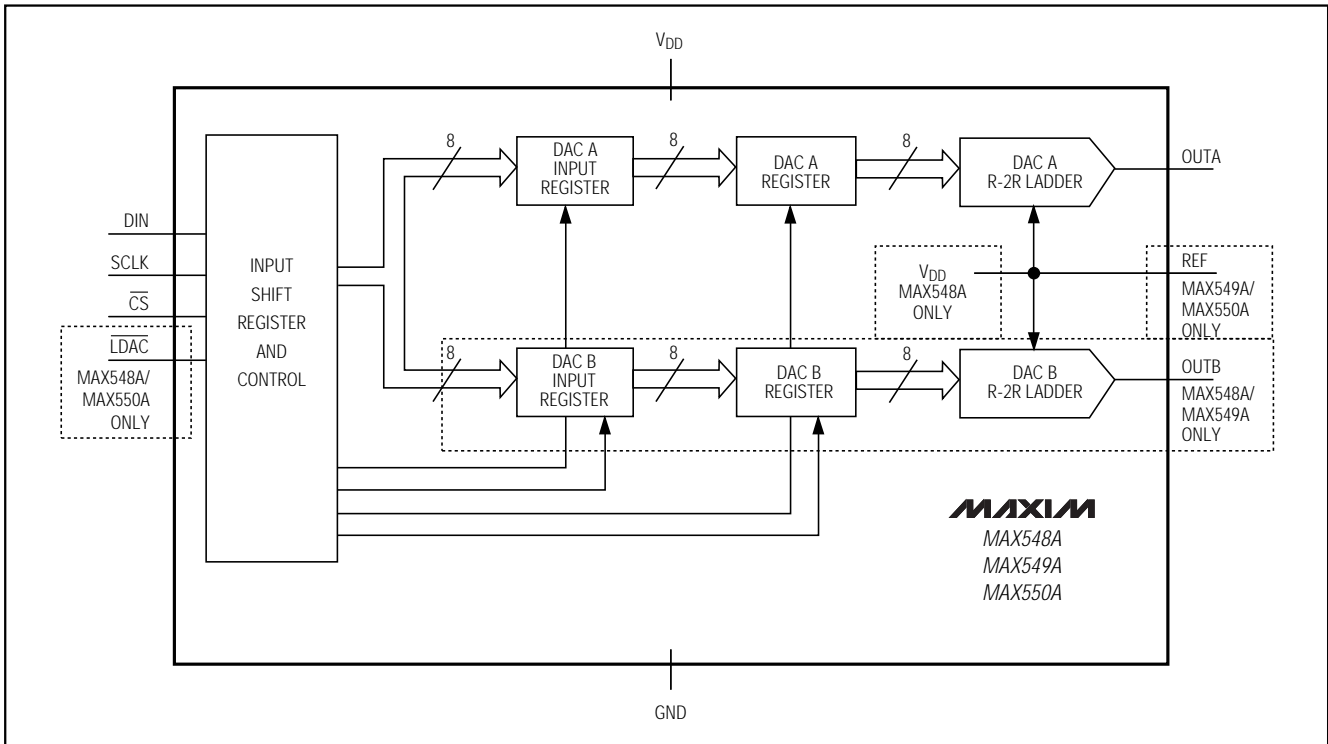 VDD
8
DAC A
INPUT
REGISTER
8
DAC A
REGISTER
8
DAC A
R-2R LADDER
OUTA
DIN
SCLK
CS
LDAC
MAX548A/
MAX550A
ONLY
INPUT
SHIFT
REGISTER
AND
CONTROL
VDD
MAX548A
ONLY
REF
MAX549A/
MAX550A
ONLY
8
DAC B
INPUT
REGISTER
8
DAC B
REGISTER
8
DAC B
R-2R LADDER
OUTB
MAX548A/
MAX549A
ONLY
MAXIM
MAX548A
MAX549A
MAX550A
GND